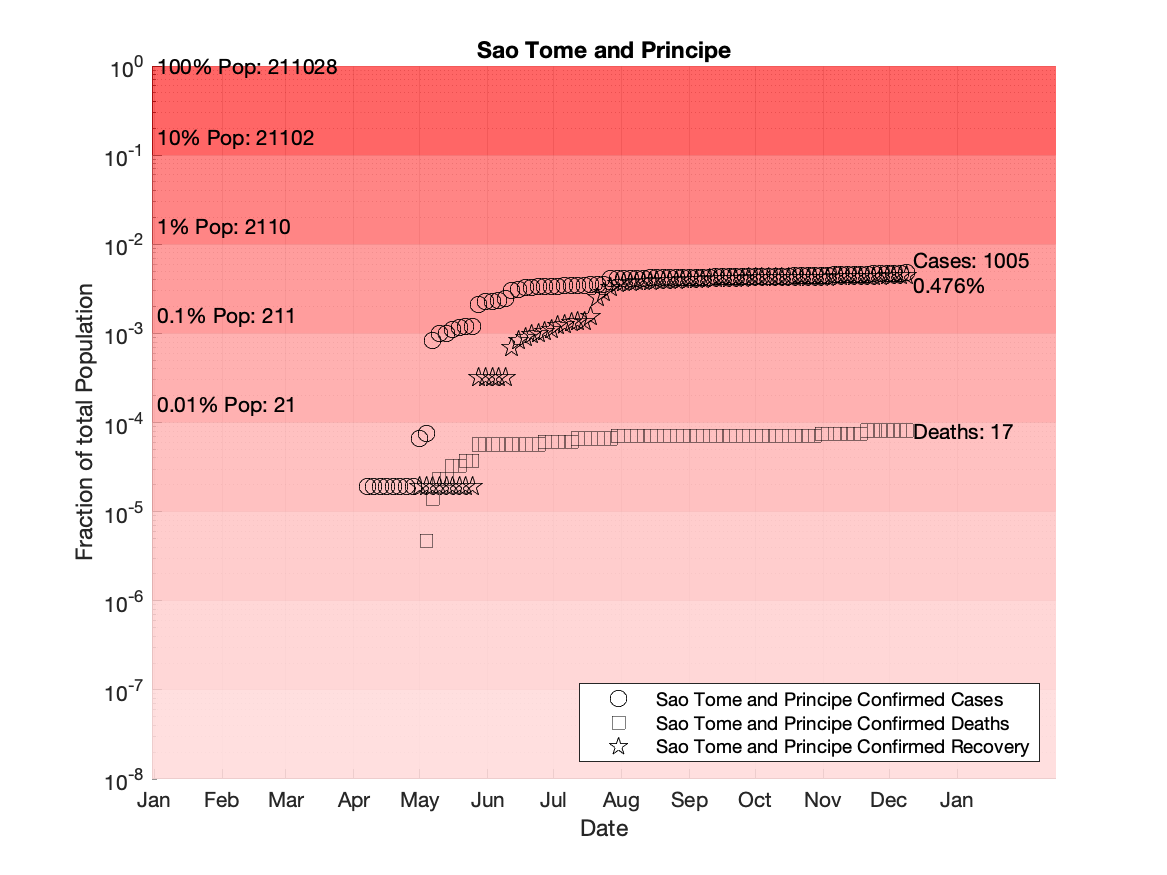 Sao Tome and Principe
10^0
100% Pop: 211028
10% Pop: 21102
10^-1
1% Pop: 2110
10^-2
Cases: 1005
0.476%
0.1% Pop: 211
10^-3
0.01% Pop: 21
10^-4
Deaths: 17
10^-5
10^-6
10^-7
10^-8
Fraction of total Population
Sao Tome and Principe Confirmed Cases
Sao Tome and Principe Confirmed Deaths
Sao Tome and Principe Confirmed Recovery
Jan Feb Mar Apr May Jun Jul Aug Sep Oct Nov Dec Jan
Date